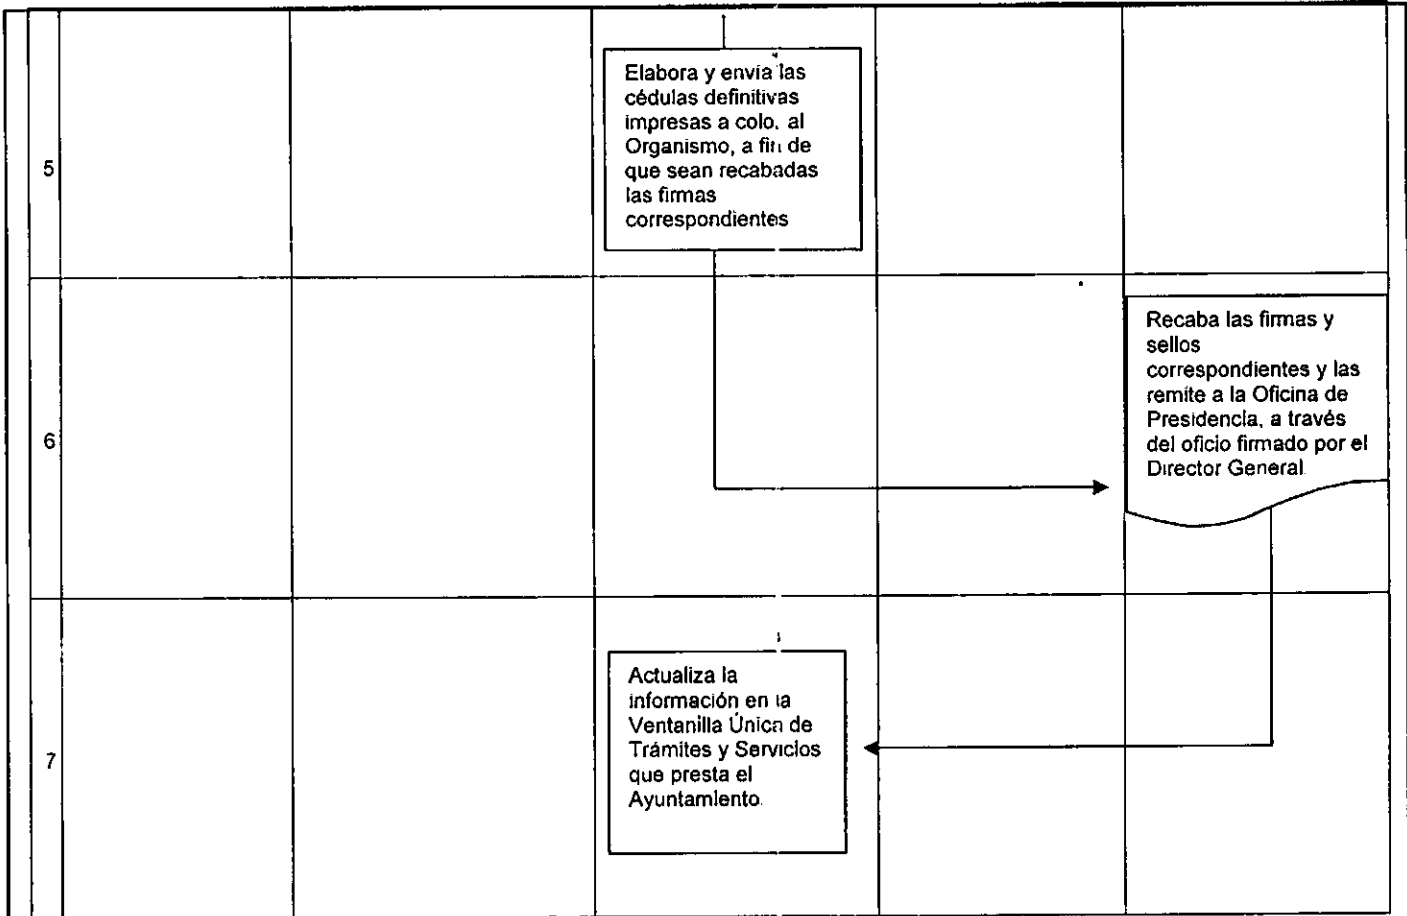 5
Elabora y envía las
cédulas definitivas
impresas a colo. al
Organismo, a fin de
que sean recabadas
las firmas
correspondientes
6
Recaba las firmas y
sellos
correspondientes y las
remite a la Oficina de
Presidencia, a través
del oficio firmado por el
Director General.
7
Actualiza la
información en la
Ventanilla Única de
Trámites y Servicios
que presta el
Ayuntamiento.